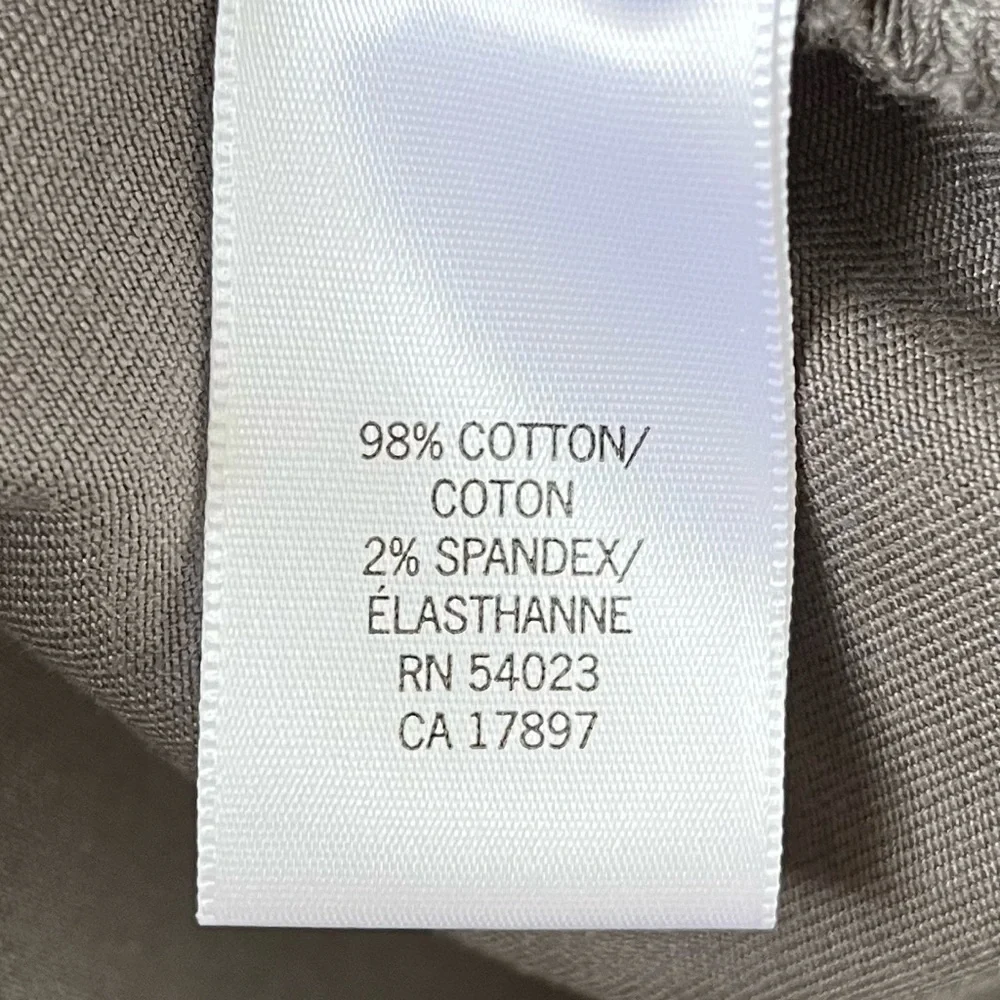 98% COTTON/
COTON
2% SPANDEX/
ÉLASTHANNE
RN 54023
CA 17897